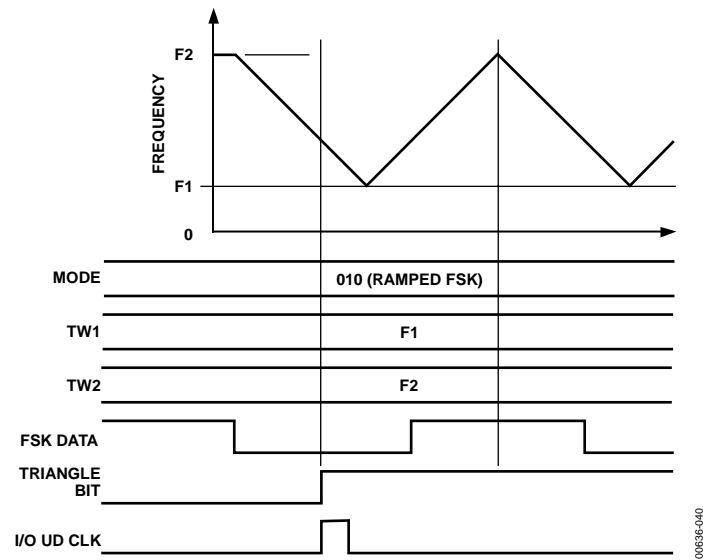 F2
FREQUENCY
F1
0
MODE
010 (RAMPED FSK)
TW1
F1
TW2
F2
FSK DATA
TRIANGLE
BIT
I/O UD CLK
00636-040